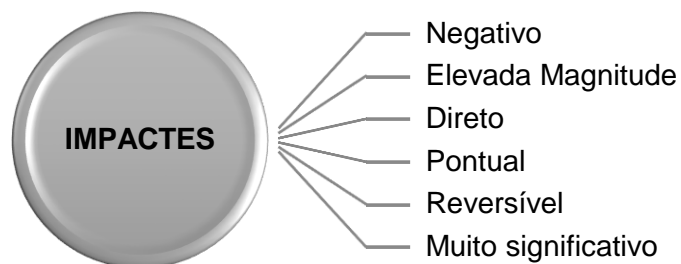 IMPACTES
Negativo
Elevada Magnitude
Direto
Pontual
Reversível
Muito significativo